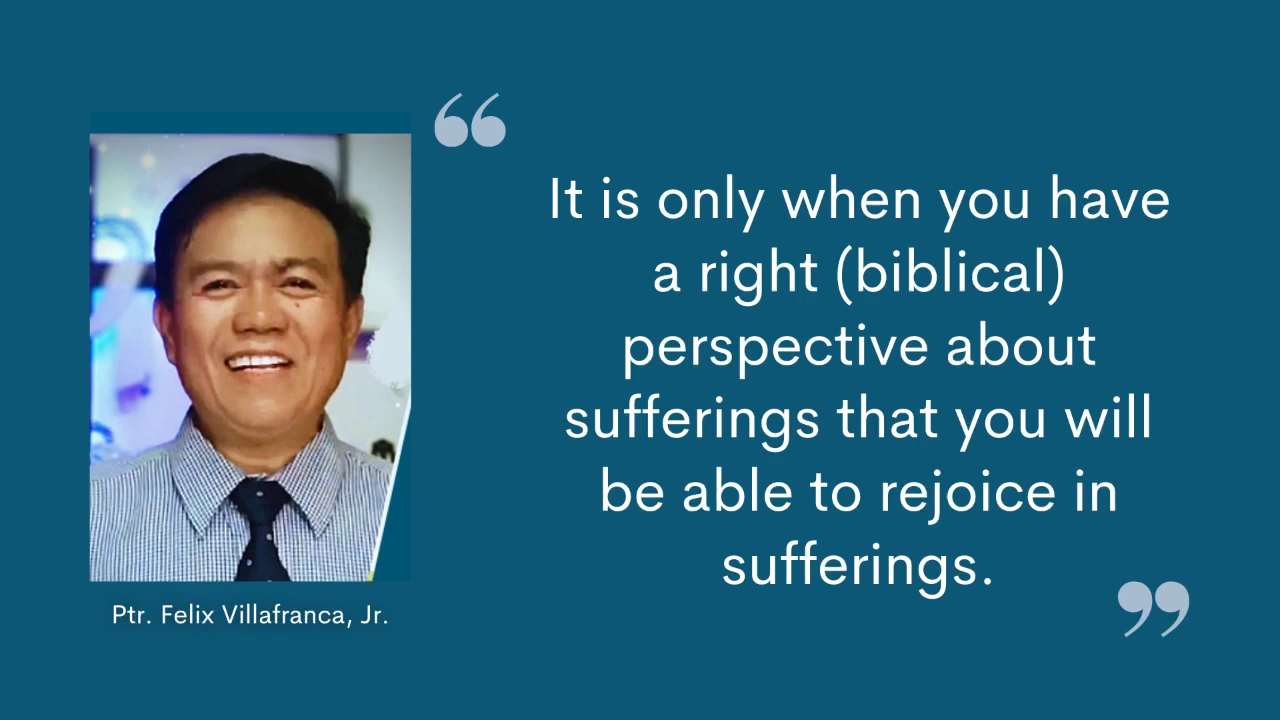 “
It is only when you have
a right (biblical)
perspective about
sufferings that you will
be able to rejoice in
sufferings.
”
Ptr. Felix Villafranca, Jr.